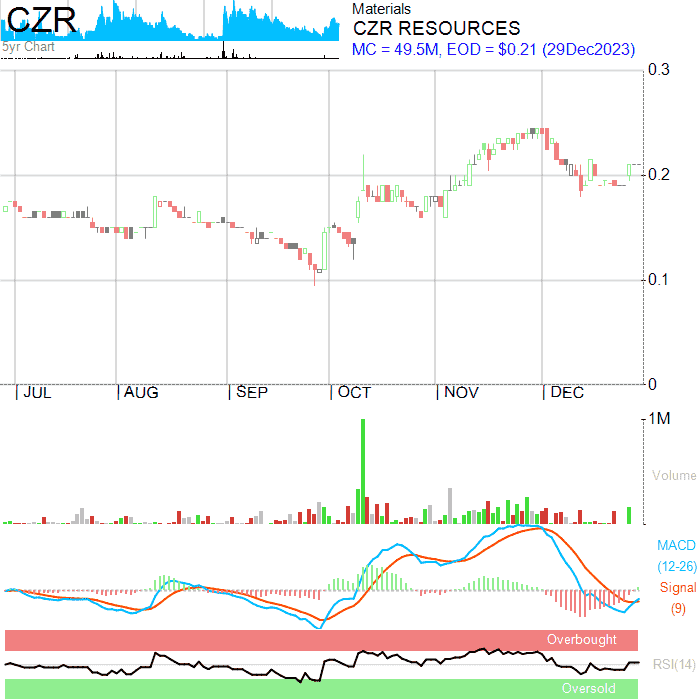 CZR
5yr Chart
Materials
CZR RESOURCES
MC = 49.5M, EOD = $0.21 (29Dec2023)
0.3
0.2
0.1
0
JUL AUG SEP OCT NOV DEC
1M
Volume
MACD
(12-26)
Signal
(9)
Overbought
RSI(14)
Oversold